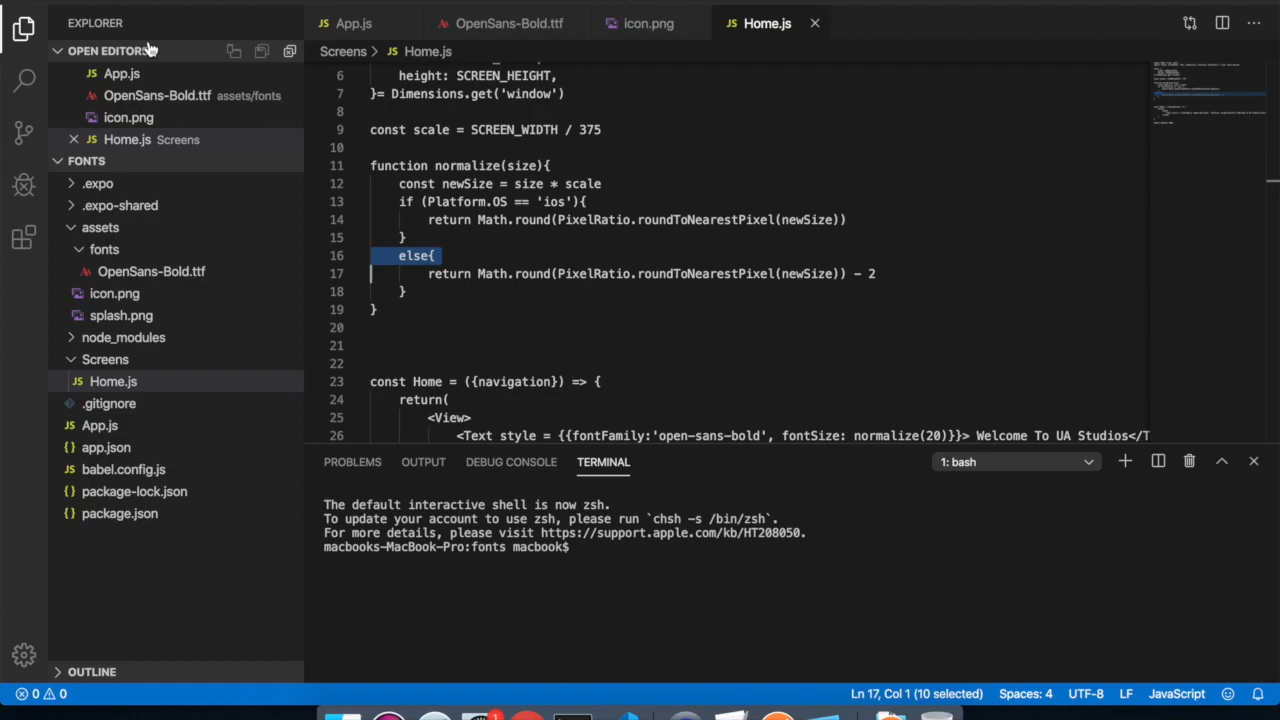 EXPLORER
OPEN EDITORS
JS App.js
OpenSans-Bold.ttf assets/fonts
icon.png
JS Home.js Screens
FONTS
.expo
.expo-shared
assets
fonts
OpenSans-Bold.ttf
icon.png
splash.png
node_modules
Screens
JS Home.js
.gitignore
JS App.js
{} app.json
JS babel.config.js
{} package-lock.json
{} package.json
OUTLINE
JS App.js OpenSans-Bold.ttf icon.png JS Home.js
Screens > JS Home.js
6 height: SCREEN_HEIGHT,
7 }= Dimensions.get('window')
8
9 const scale = SCREEN_WIDTH / 375
10
11 function normalize(size){
12 const newSize = size * scale
13 if (Platform.OS == 'ios'){
14 return Math.round(PixelRatio.roundToNearestPixel(newSize))
15 }
16 else{
17 return Math.round(PixelRatio.roundToNearestPixel(newSize)) - 2
18 }
19 }
20
21
22
23 const Home = ({navigation}) => {
24 return(
25 <View>
26 <Text style = {{fontFamily:'open-sans-bold', fontSize: normalize(20)}}> Welcome To UA Studios</T
PROBLEMS OUTPUT DEBUG CONSOLE TERMINAL 1: bash
The default interactive shell is now zsh.
To update your account to use zsh, please run `chsh -s /bin/zsh`.
For more details, please visit https://support.apple.com/kb/HT208050.
macbooks-MacBook-Pro:fonts macbook$
0 0 Ln 17, Col 1 (10 selected) Spaces: 4 UTF-8 LF JavaScript
1